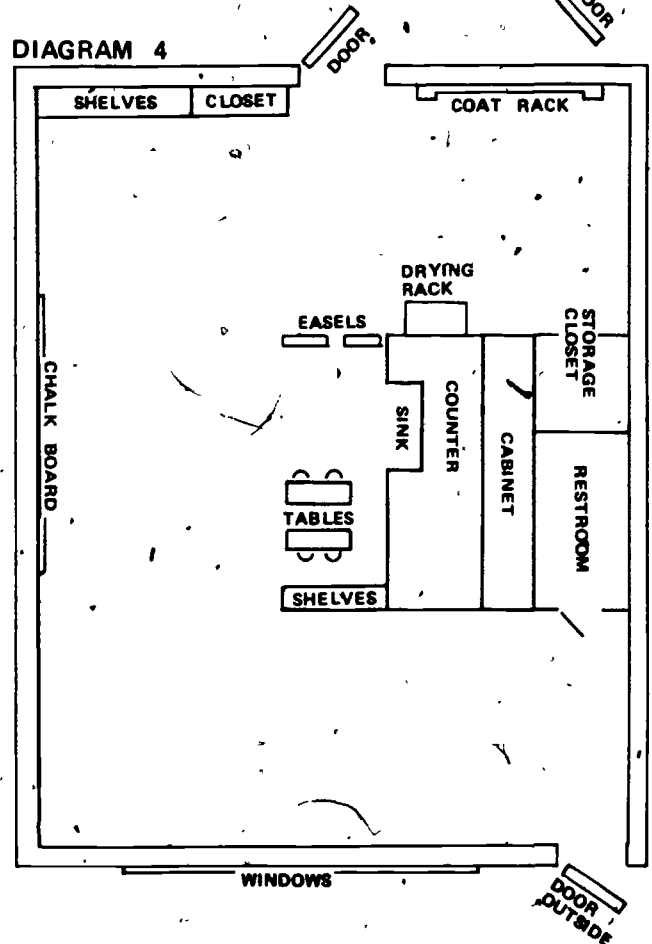 DOOR
DIAGRAM 4
DOOR
SHELVES
CLOSET
COAT RACK
DRYING
RACK
EASELS
STORAGE
CLOSET
CHALK BOARD
SINK
COUNTER
CABINET
TABLES
RESTROOM
SHELVES
WINDOWS
DOOR
OUTSIDE